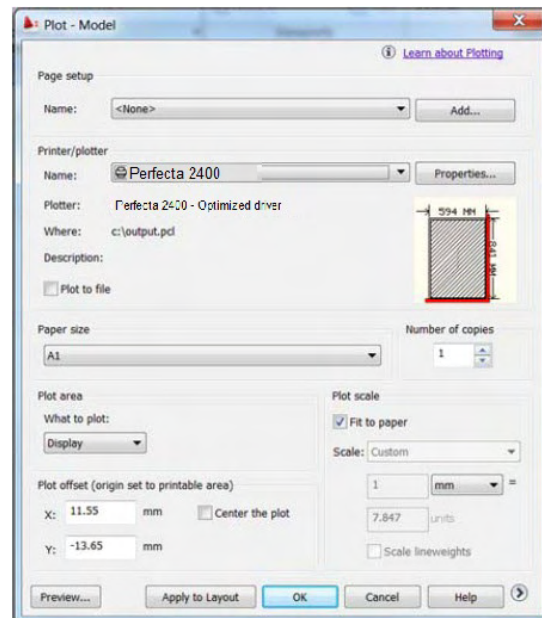 Plot - Model
Learn about Plotting
Page setup
Name: <None> Add...
Printer/plotter
Name: Perfecta 2400 Properties...
Plotter: Perfecta 2400 - Optimized driver
Where: c:\output.pcl
Description:
Plot to file
594 MM
841 MM
Paper size
A1
Number of copies
1
Plot area
What to plot:
Display
Plot offset (origin set to printable area)
X: 11.55 mm Center the plot
Y: -13.65 mm
Plot scale
Fit to paper
Scale: Custom
1 mm =
7.847 units
Scale lineweights
Preview... Apply to Layout OK Cancel Help